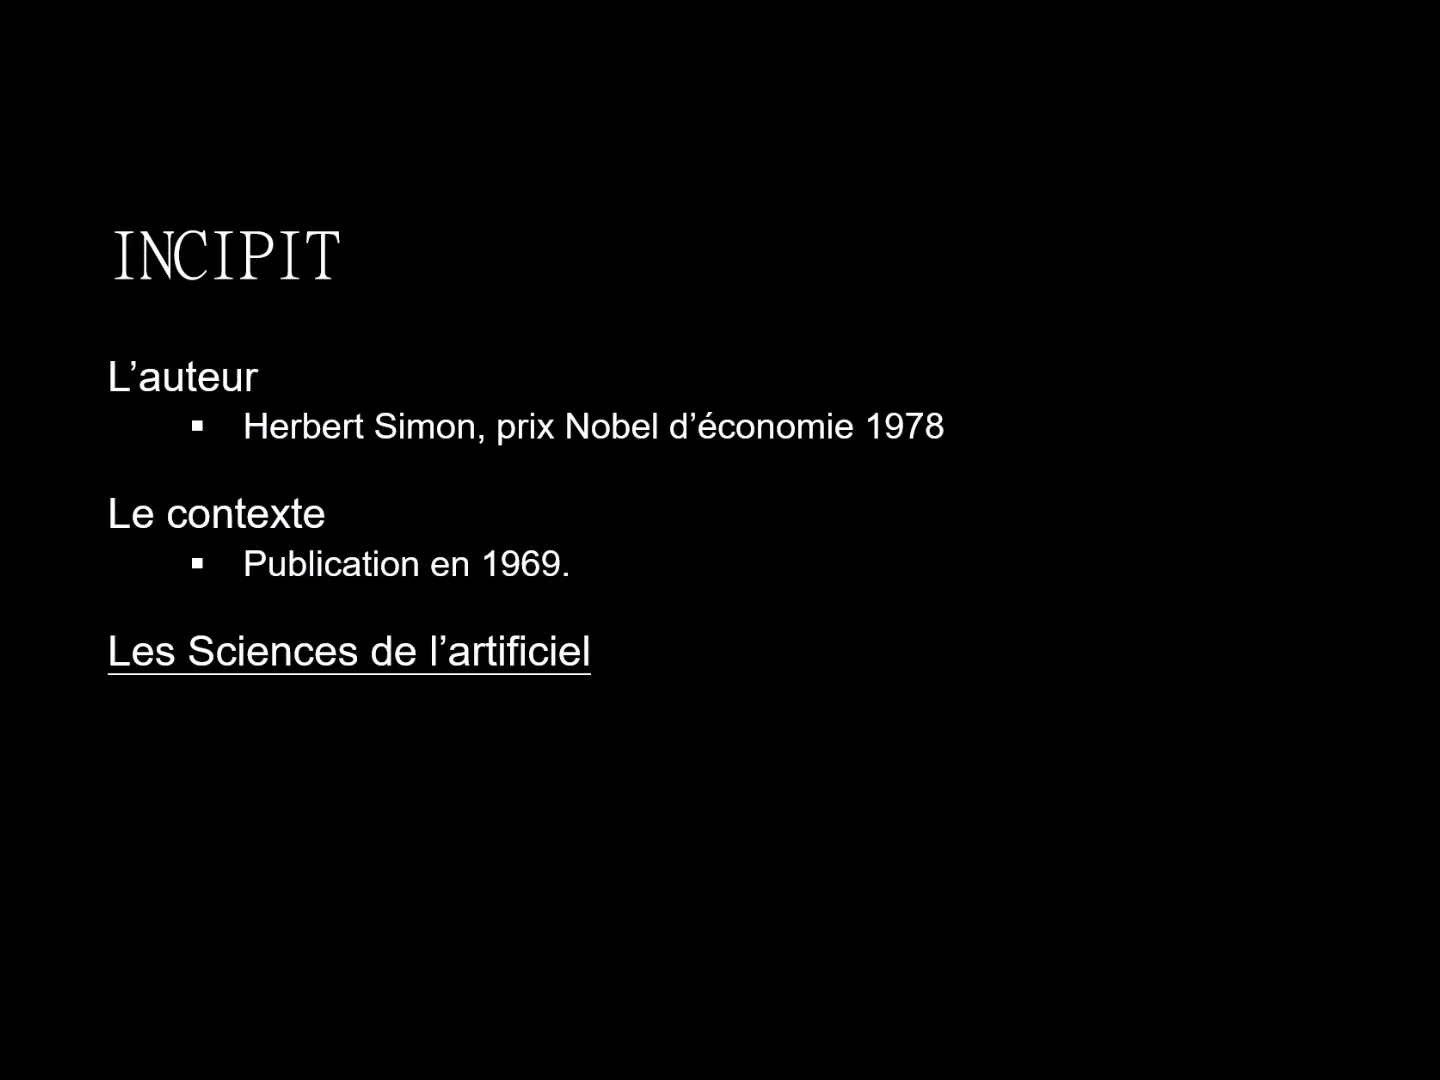 INCIPIT
L’auteur
▪ Herbert Simon, prix Nobel d’économie 1978
Le contexte
▪ Publication en 1969.
Les Sciences de l’artificiel